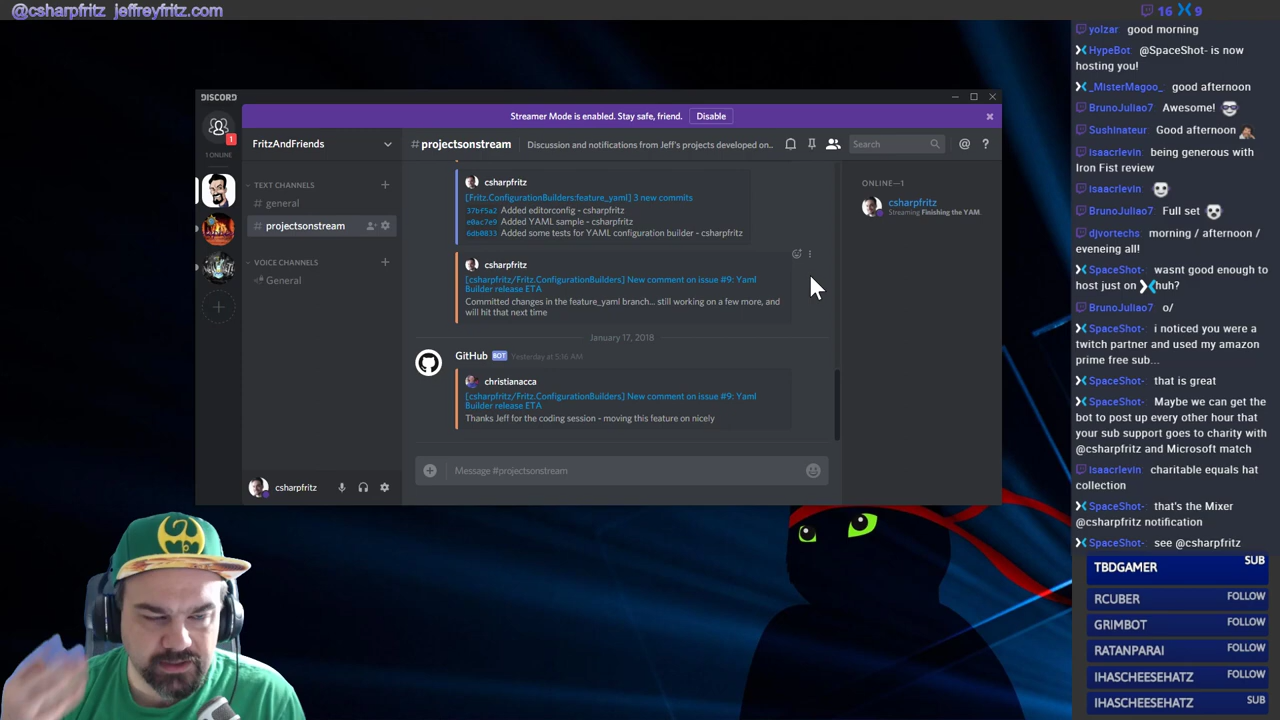 @csharpfritz jeffreyfritz.com
16 9
DISCORD
Streamer Mode is enabled. Stay safe, friend. Disable
1
1 ONLINE
FritzAndFriends
TEXT CHANNELS
general
projectsonstream
VOICE CHANNELS
General
csharpfritz
# projectsonstream
Discussion and notifications from Jeff's projects developed on...
Search
csharpfritz
[Fritz.ConfigurationBuilders:feature_yaml] 3 new commits
37bf5a2 Added editorconfig - csharpfritz
e0ac7e9 Added YAML sample - csharpfritz
6db0833 Added some tests for YAML configuration builder - csharpfritz
csharpfritz
[csharpfritz/Fritz.ConfigurationBuilders] New comment on issue #9: Yaml
Builder release ETA
Committed changes in the feature_yaml branch... still working on a few more, and
will hit that next time
January 17, 2018
GitHub BOT Yesterday at 5:16 AM
christianacca
[csharpfritz/Fritz.ConfigurationBuilders] New comment on issue #9: Yaml
Builder release ETA
Thanks Jeff for the coding session - moving this feature on nicely
Message #projectsonstream
ONLINE—1
csharpfritz
Streaming Finishing the YAM.
yolzar good morning
HypeBot @SpaceShot- is now
hosting you!
_MisterMagoo_ good afternoon
BrunoJuliao7 Awesome!
Sushinateur Good afternoon
isaacrlevin being generous with
Iron Fist review
isaacrlevin
BrunoJuliao7 Full set
djvortechs morning / afternoon /
eveneing all!
SpaceShot- wasnt good enough to
host just on huh?
BrunoJuliao7 o/
SpaceShot- i noticed you were a
twitch partner and used my amazon
prime free sub...
SpaceShot- that is great
SpaceShot- Maybe we can get the
bot to post up every other hour that
your sub support goes to charity with
@csharpfritz and Microsoft match
isaacrlevin charitable equals hat
collection
SpaceShot- that's the Mixer
@csharpfritz notification
SpaceShot- see @csharpfritz
TBDGAMER SUB
RCUBER FOLLOW
GRIMBOT FOLLOW
RATANPARAI FOLLOW
IHASCHEESEHATZ FOLLOW
IHASCHEESEHATZ SUB